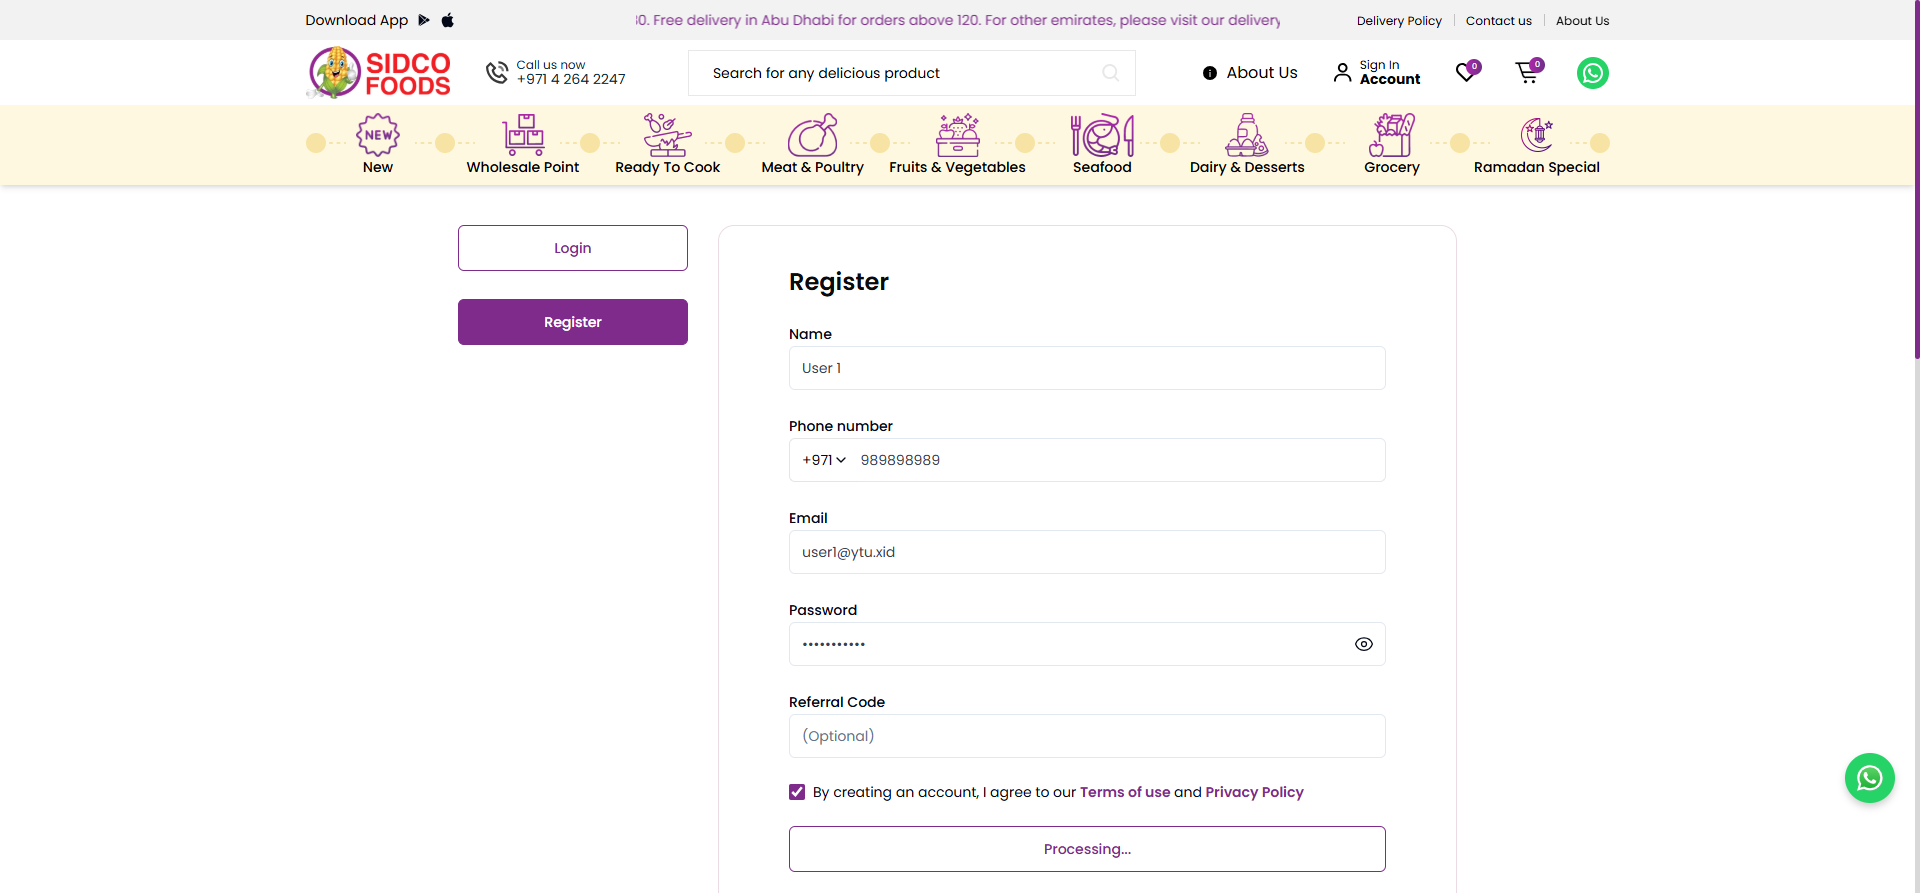 Download App
30. Free delivery in Abu Dhabi for orders above 120. For other emirates, please visit our delivery
Delivery Policy
Contact us
About Us
SIDCO
FOODS
Call us now
+971 4 264 2247
Search for any delicious product
About Us
Sign In
Account
0
0
NEW
New
Wholesale Point
Ready To Cook
Meat & Poultry
Fruits & Vegetables
Seafood
Dairy & Desserts
Grocery
Ramadan Special
Login
Register
Register
Name
User 1
Phone number
+971 989898989
Email
user1@ytu.xid
Password
•••••••••••
Referral Code
(Optional)
By creating an account, I agree to our Terms of use and Privacy Policy
Processing...